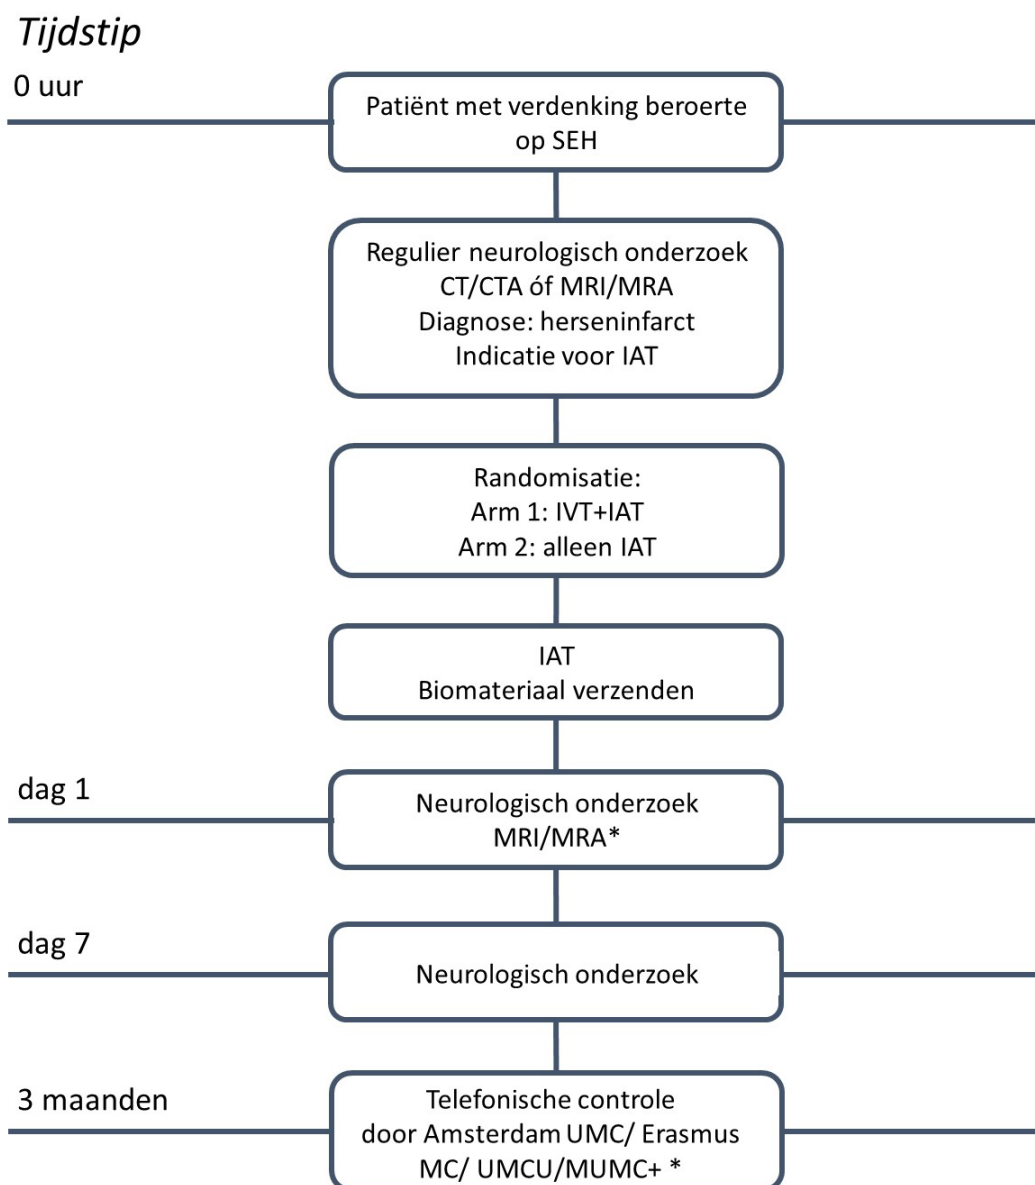 Tijdstip
0 uur
Patiënt met verdenking beroerte
op SEH
Regulier neurologisch onderzoek
CT/CTA óf MRI/MRA
Diagnose: herseninfarct
Indicatie voor IAT
Randomisatie:
Arm 1: IVT+IAT
Arm 2: alleen IAT
IAT
Biomateriaal verzenden
dag 1
Neurologisch onderzoek
MRI/MRA*
dag 7
Neurologisch onderzoek
3 maanden
Telefonische controle
door Amsterdam UMC/ Erasmus
MC/ UMCU/MUMC+ *